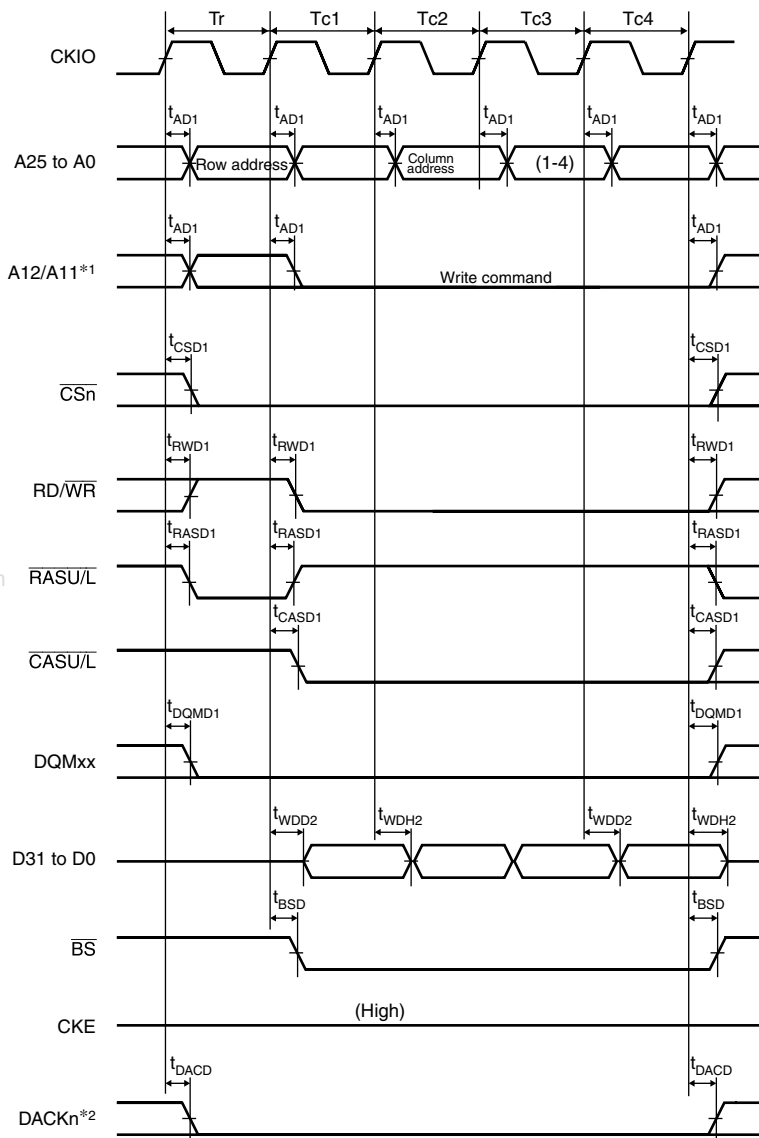 Tr Tc1 Tc2 Tc3 Tc4
CKIO
tAD1 tAD1 tAD1 tAD1 tAD1 tAD1
A25 to A0 Row address Column address (1-4)
tAD1 tAD1 tAD1
A12/A11*1 Write command
tCSD1 tCSD1
CSn
tRWD1 tRWD1 tRWD1
RD/WR
tRASD1 tRASD1 tRASD1
RASU/L
tCASD1 tCASD1
CASU/L
tDQMD1 tDQMD1
DQMxx
tWDD2 tWDH2 tWDD2 tWDH2
D31 to D0
tBSD tBSD
BS
(High)
CKE
tDACD tDACD
DACKn*2